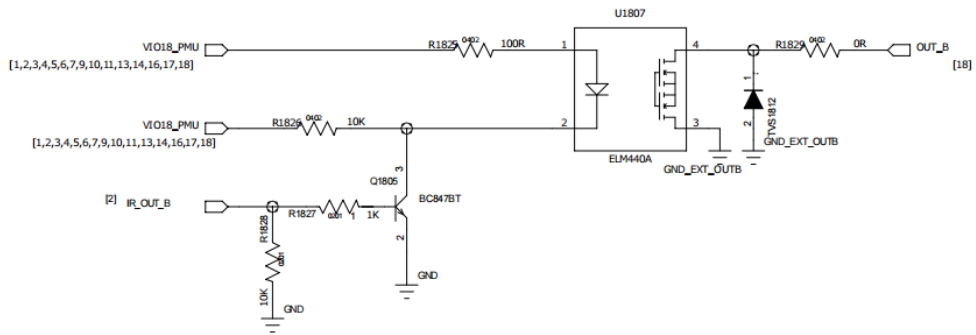 U1807
VIO18_PMU
R1825
0402
100R
1
4
R1829
0402
0R
OUT_B
[1,2,3,4,5,6,7,9,10,11,13,14,16,17,18]
[18]
1
TVS1812
2
VIO18_PMU
R1826
0402
10K
2
3
GND_EXT_OUTB
[1,2,3,4,5,6,7,9,10,11,13,14,16,17,18]
ELM440A
GND_EXT_OUTB
3
Q1805
BC847BT
[2]
IR_OUT_B
R1827
0201
1
1K
2
R1828
0201
10K
GND
GND